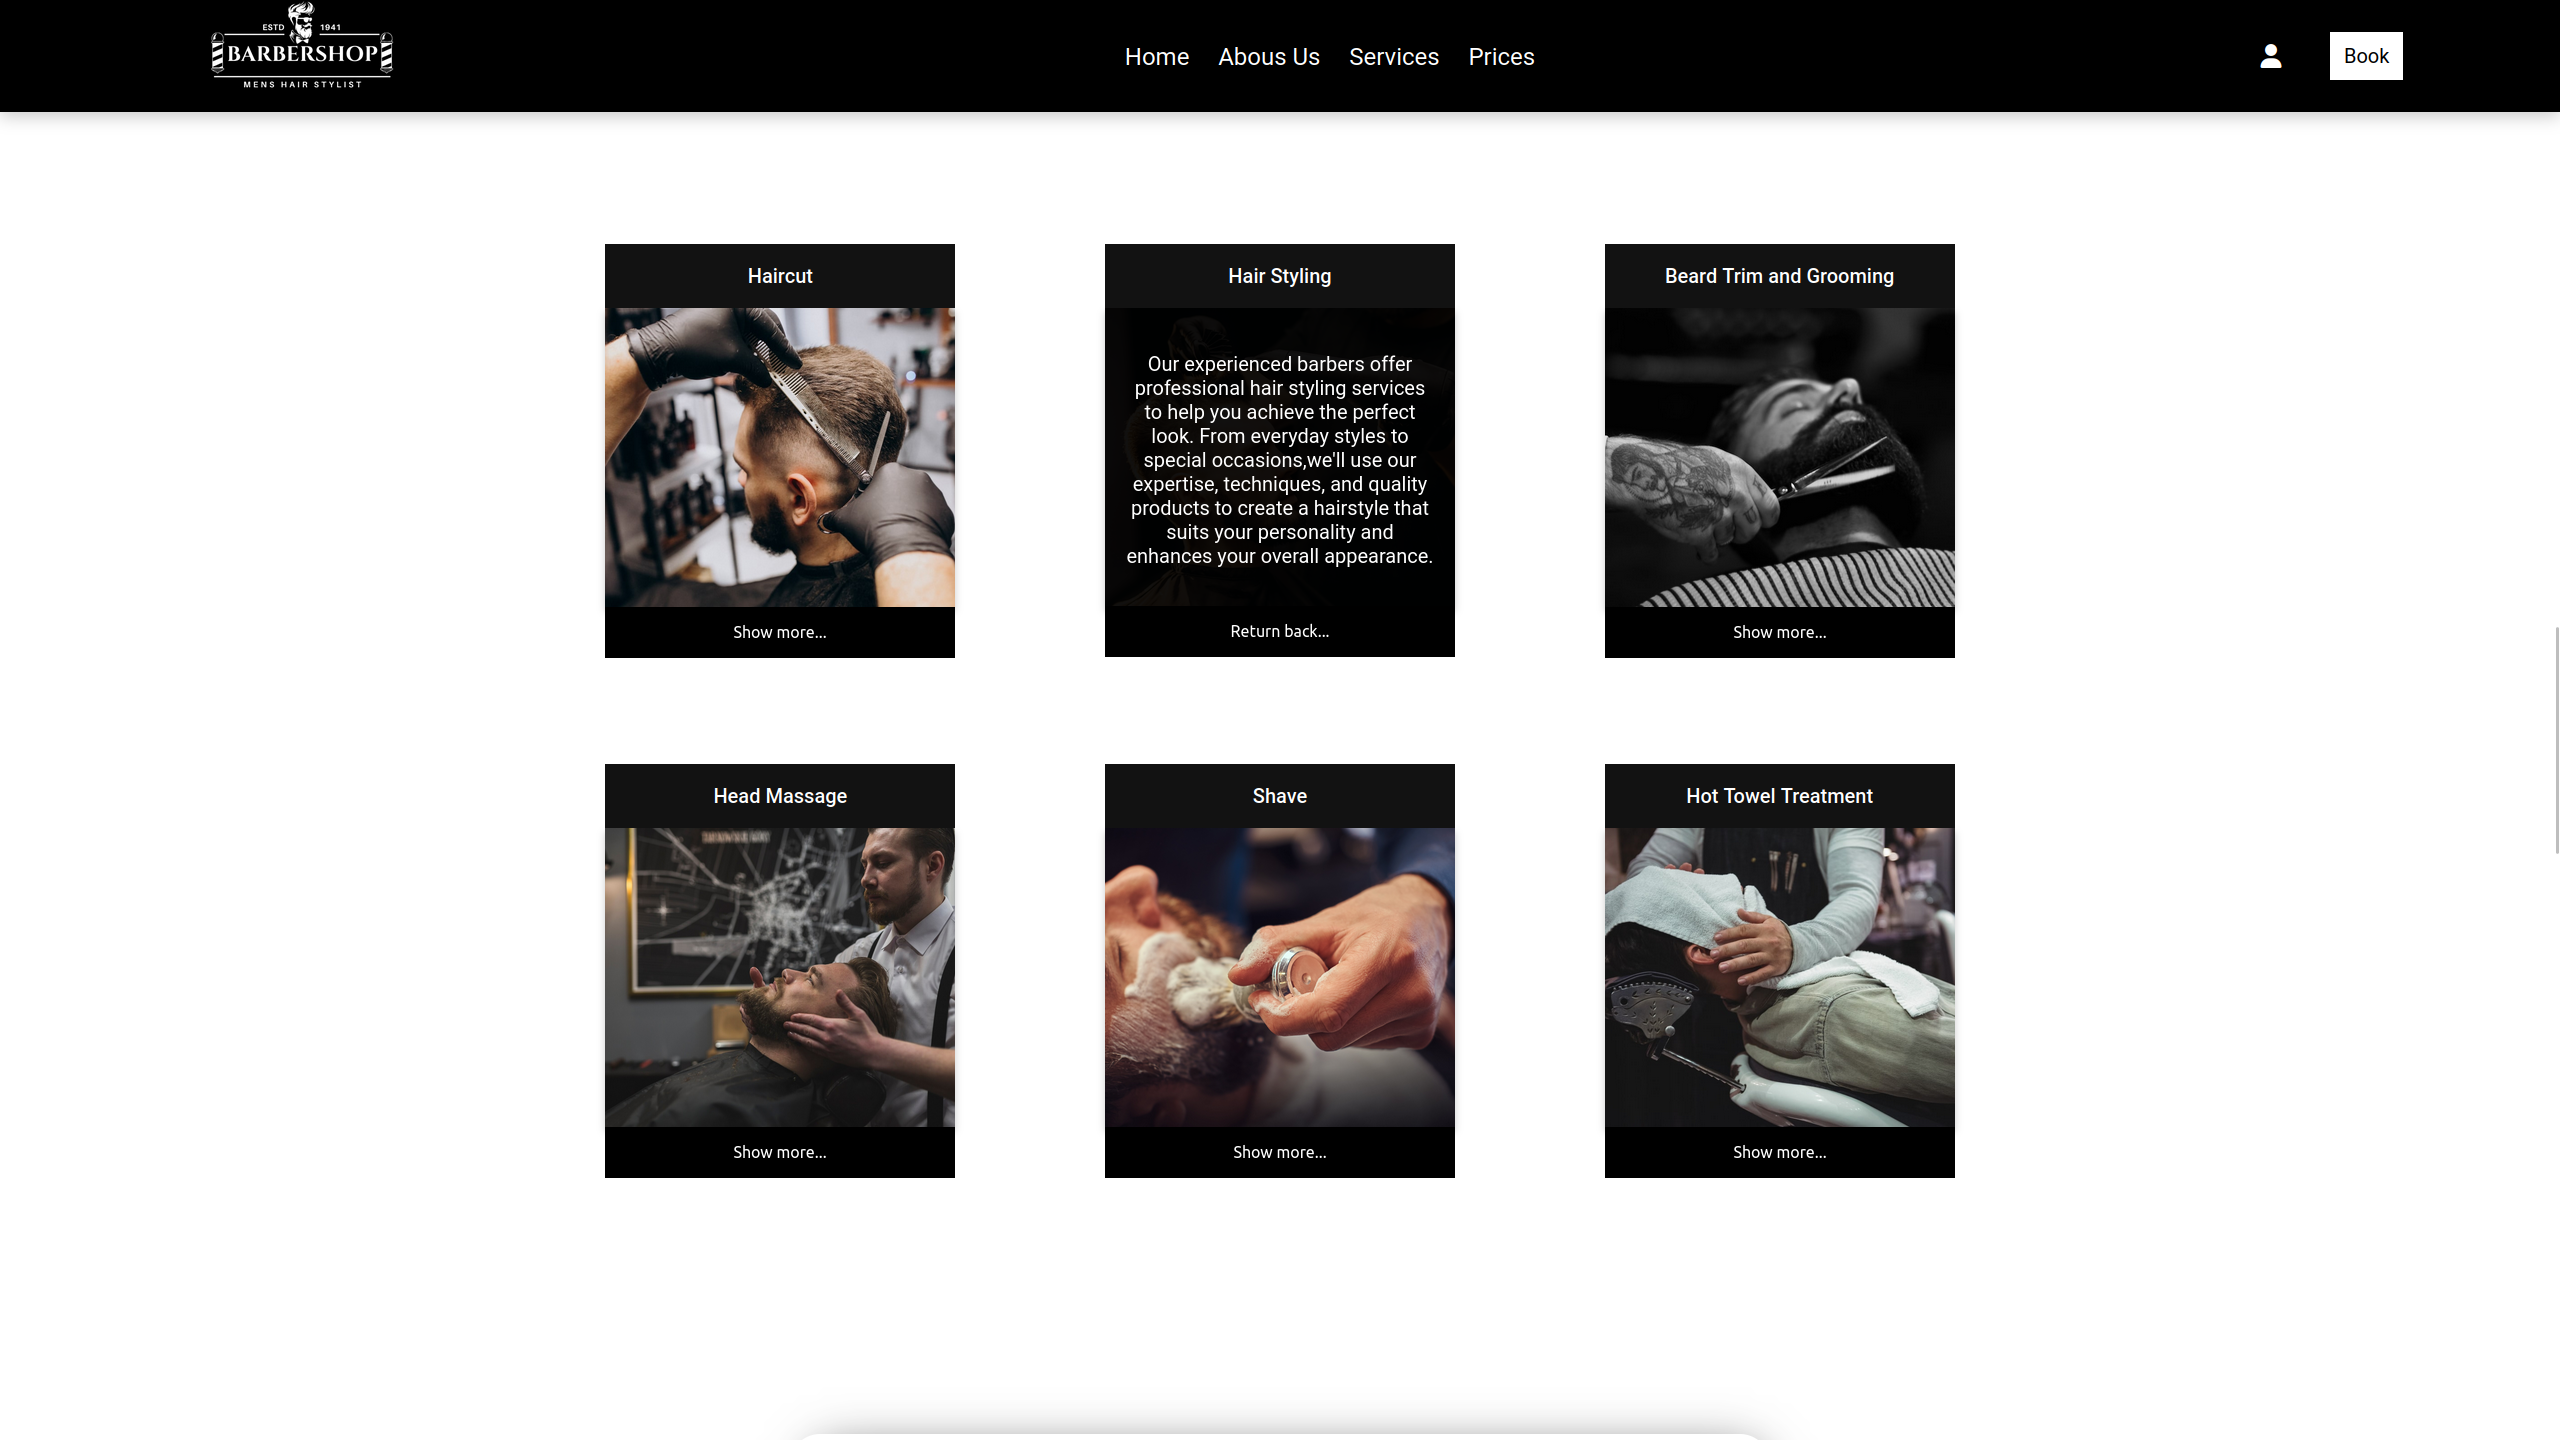 ESTD 1941
BARBERSHOP
MENS HAIR STYLIST
Home
Abous Us
Services
Prices
Book
Haircut
Show more...
Hair Styling
Our experienced barbers offer
professional hair styling services
to help you achieve the perfect
look. From everyday styles to
special occasions,we'll use our
expertise, techniques, and quality
products to create a hairstyle that
suits your personality and
enhances your overall appearance.
Return back...
Beard Trim and Grooming
Show more...
Head Massage
Show more...
Shave
Show more...
Hot Towel Treatment
Show more...